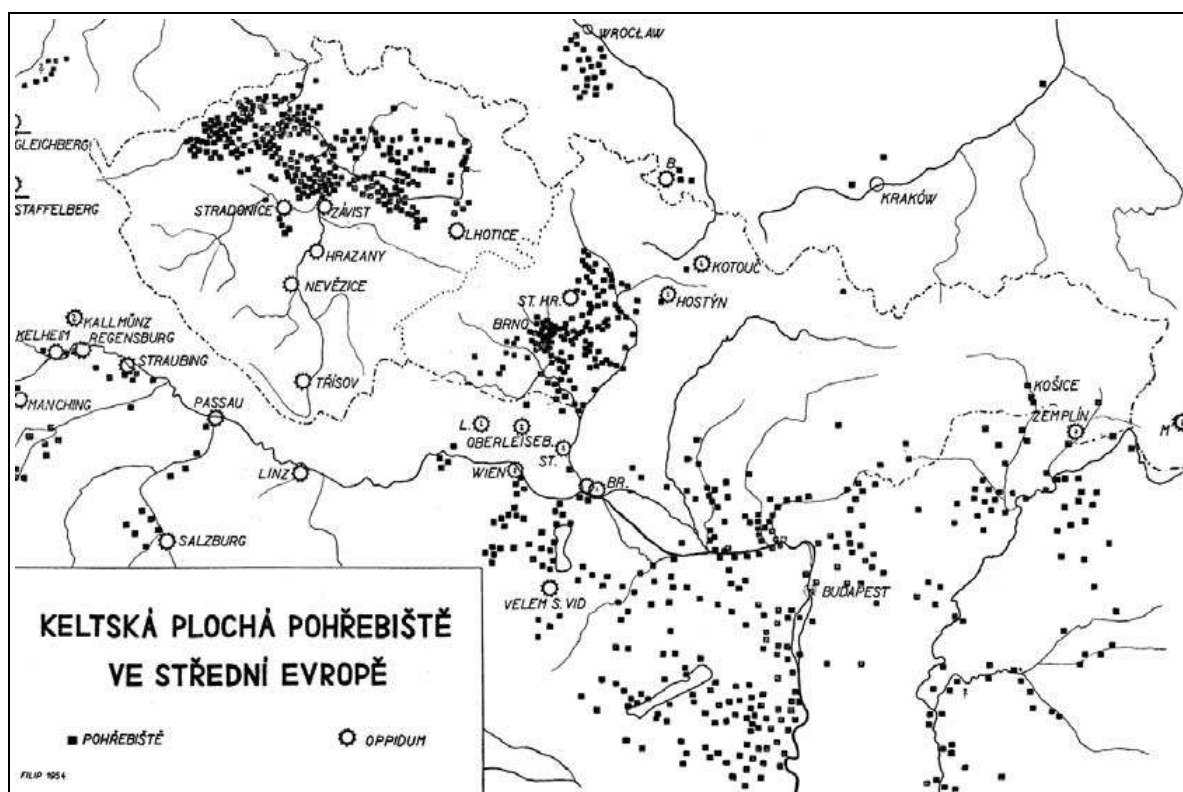 WROCŁAW
GLEICHBERG
B.
STAFFELBERG
STRADONICE
ZÁVIST
KRAKÓW
LHOTICE
HRAZANY
KOTOUČ
NEVĚZICE
ST. HR.
HOSTÝN
BRNO
KALLMÜNZ
KELHEIM
REGENSBURG
STRAUBING
TŘÍSOV
KOŠICE
MANCHING
PASSAU
ZEMPLÍN
L.
M
OBERLEISEB.
ST.
LINZ
WIEN
BR.
SALZBURG
VELEM S. VID
BUDAPEST
KELTSKÁ PLOCHÁ POHŘEBIŠTĚ
VE STŘEDNÍ EVROPĚ
POHŘEBIŠTĚ
OPPIDUM
FILIP 1954